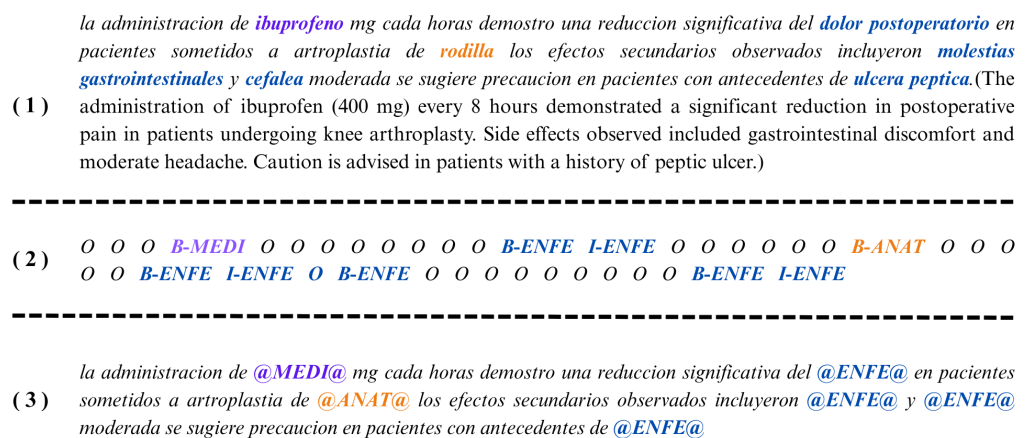 la administracion de ibuprofeno mg cada horas demostro una reduccion significativa del dolor postoperatorio en
pacientes sometidos a artroplastia de rodilla los efectos secundarios observados incluyeron molestias
gastrointestinales y cefalea moderada se sugiere precaucion en pacientes con antecedentes de ulcera peptica.(The
(1) administration of ibuprofen (400 mg) every 8 hours demonstrated a significant reduction in postoperative
pain in patients undergoing knee arthroplasty. Side effects observed included gastrointestinal discomfort and
moderate headache. Caution is advised in patients with a history of peptic ulcer.)
O O O B-MEDI O O O O O O O O B-ENFE I-ENFE O O O O O O B-ANAT O O O
(2) O O B-ENFE I-ENFE O B-ENFE O O O O O O O O O B-ENFE I-ENFE
la administracion de @MEDI@ mg cada horas demostro una reduccion significativa del @ENFE@ en pacientes
(3) sometidos a artroplastia de @ANAT@ los efectos secundarios observados incluyeron @ENFE@ y @ENFE@
moderada se sugiere precaucion en pacientes con antecedentes de @ENFE@